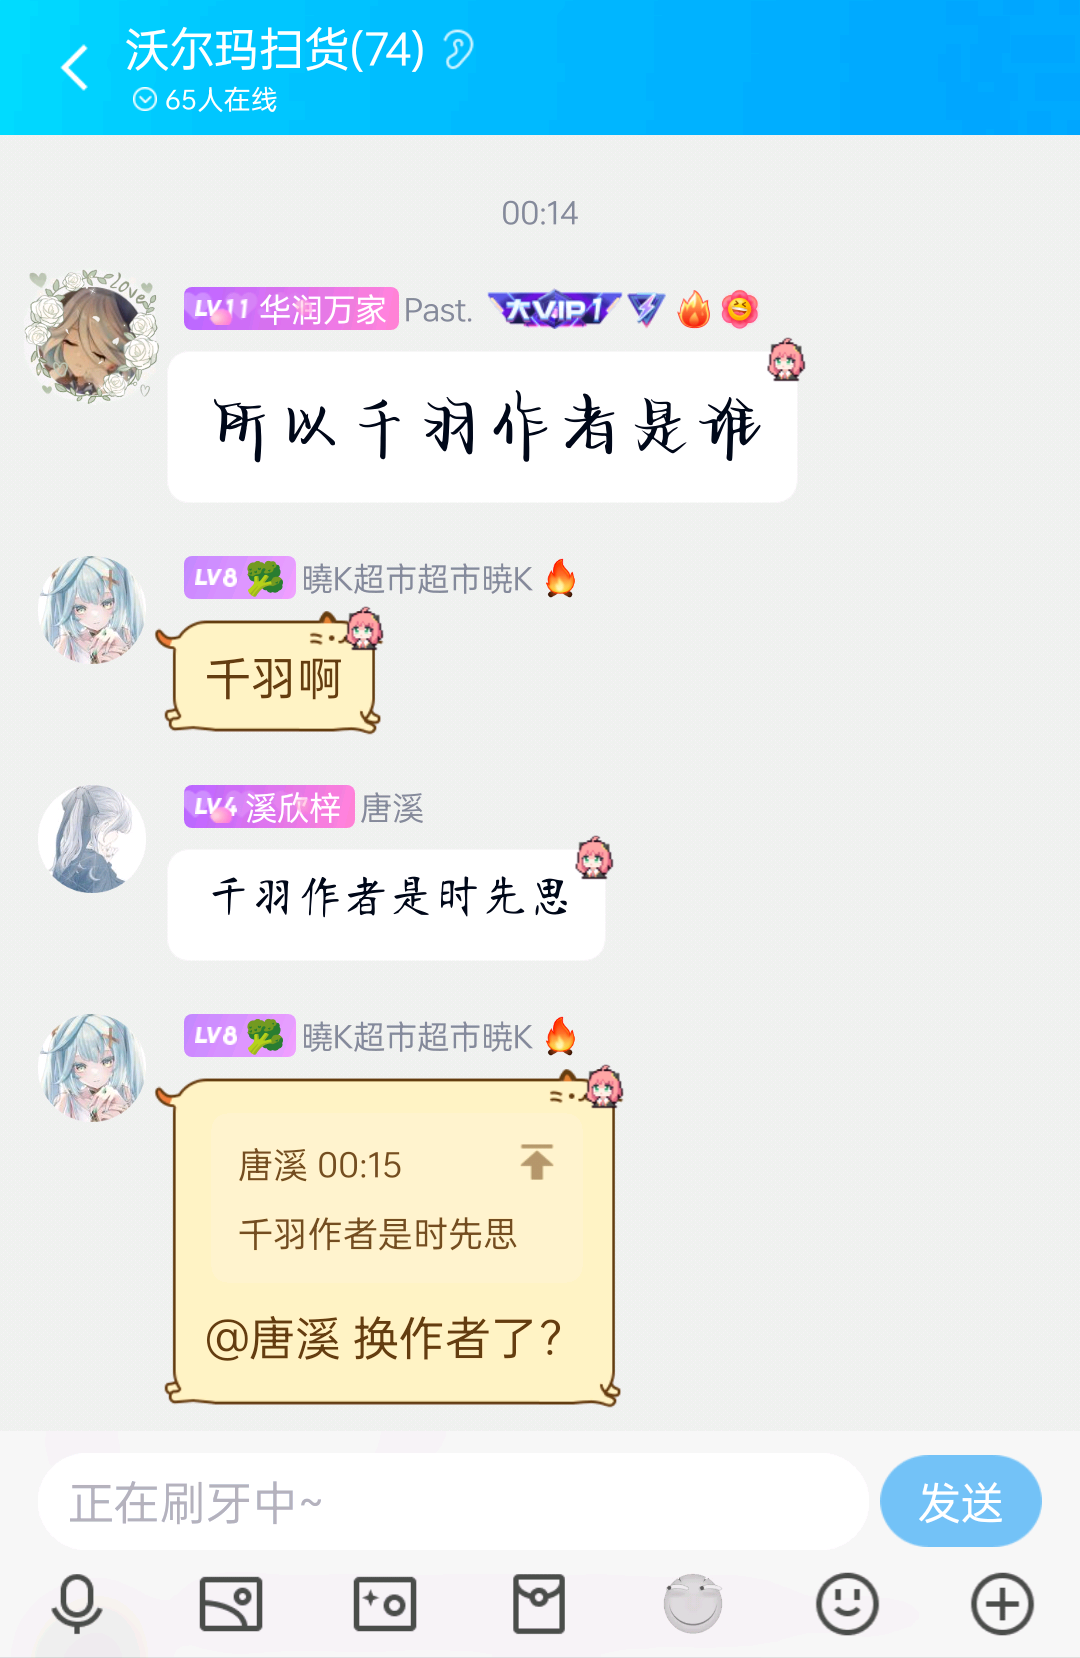 沃尔玛扫货(74)
65人在线
00:14
LV11 华润万家 Past. 大VIP1
所以千羽作者是谁
LV8 曉K超市超市曉K
千羽啊
LV4 溪欣梓 唐溪
千羽作者是时先思
LV8 曉K超市超市曉K
唐溪 00:15
千羽作者是时先思
@唐溪 换作者了?
正在刷牙中~
发送